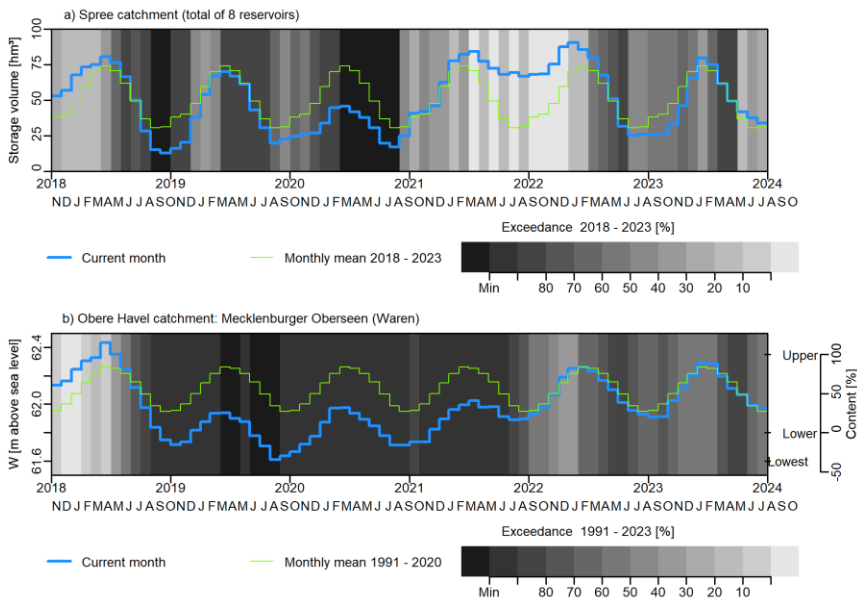 a) Spree catchment (total of 8 reservoirs)
Storage volume [hm³]
100
75
50
25
0
2018 2019 2020 2021 2022 2023 2024
N D J F M A M J J A S O N D J F M A M J J A S O N D J F M A M J J A S O N D J F M A M J J A S O N D J F M A M J J A S O N D J F M A M J J A S O
Exceedance 2018 - 2023 [%]
Current month
Monthly mean 2018 - 2023
Min 80 70 60 50 40 30 20 10
b) Obere Havel catchment: Mecklenburger Oberseen (Waren)
W [m above sea level]
62.4
62.0
61.6
Upper
Lower
Lowest
100
50
0
-50
Content [%]
2018 2019 2020 2021 2022 2023 2024
N D J F M A M J J A S O N D J F M A M J J A S O N D J F M A M J J A S O N D J F M A M J J A S O N D J F M A M J J A S O N D J F M A M J J A S O
Exceedance 1991 - 2023 [%]
Current month
Monthly mean 1991 - 2020
Min 80 70 60 50 40 30 20 10